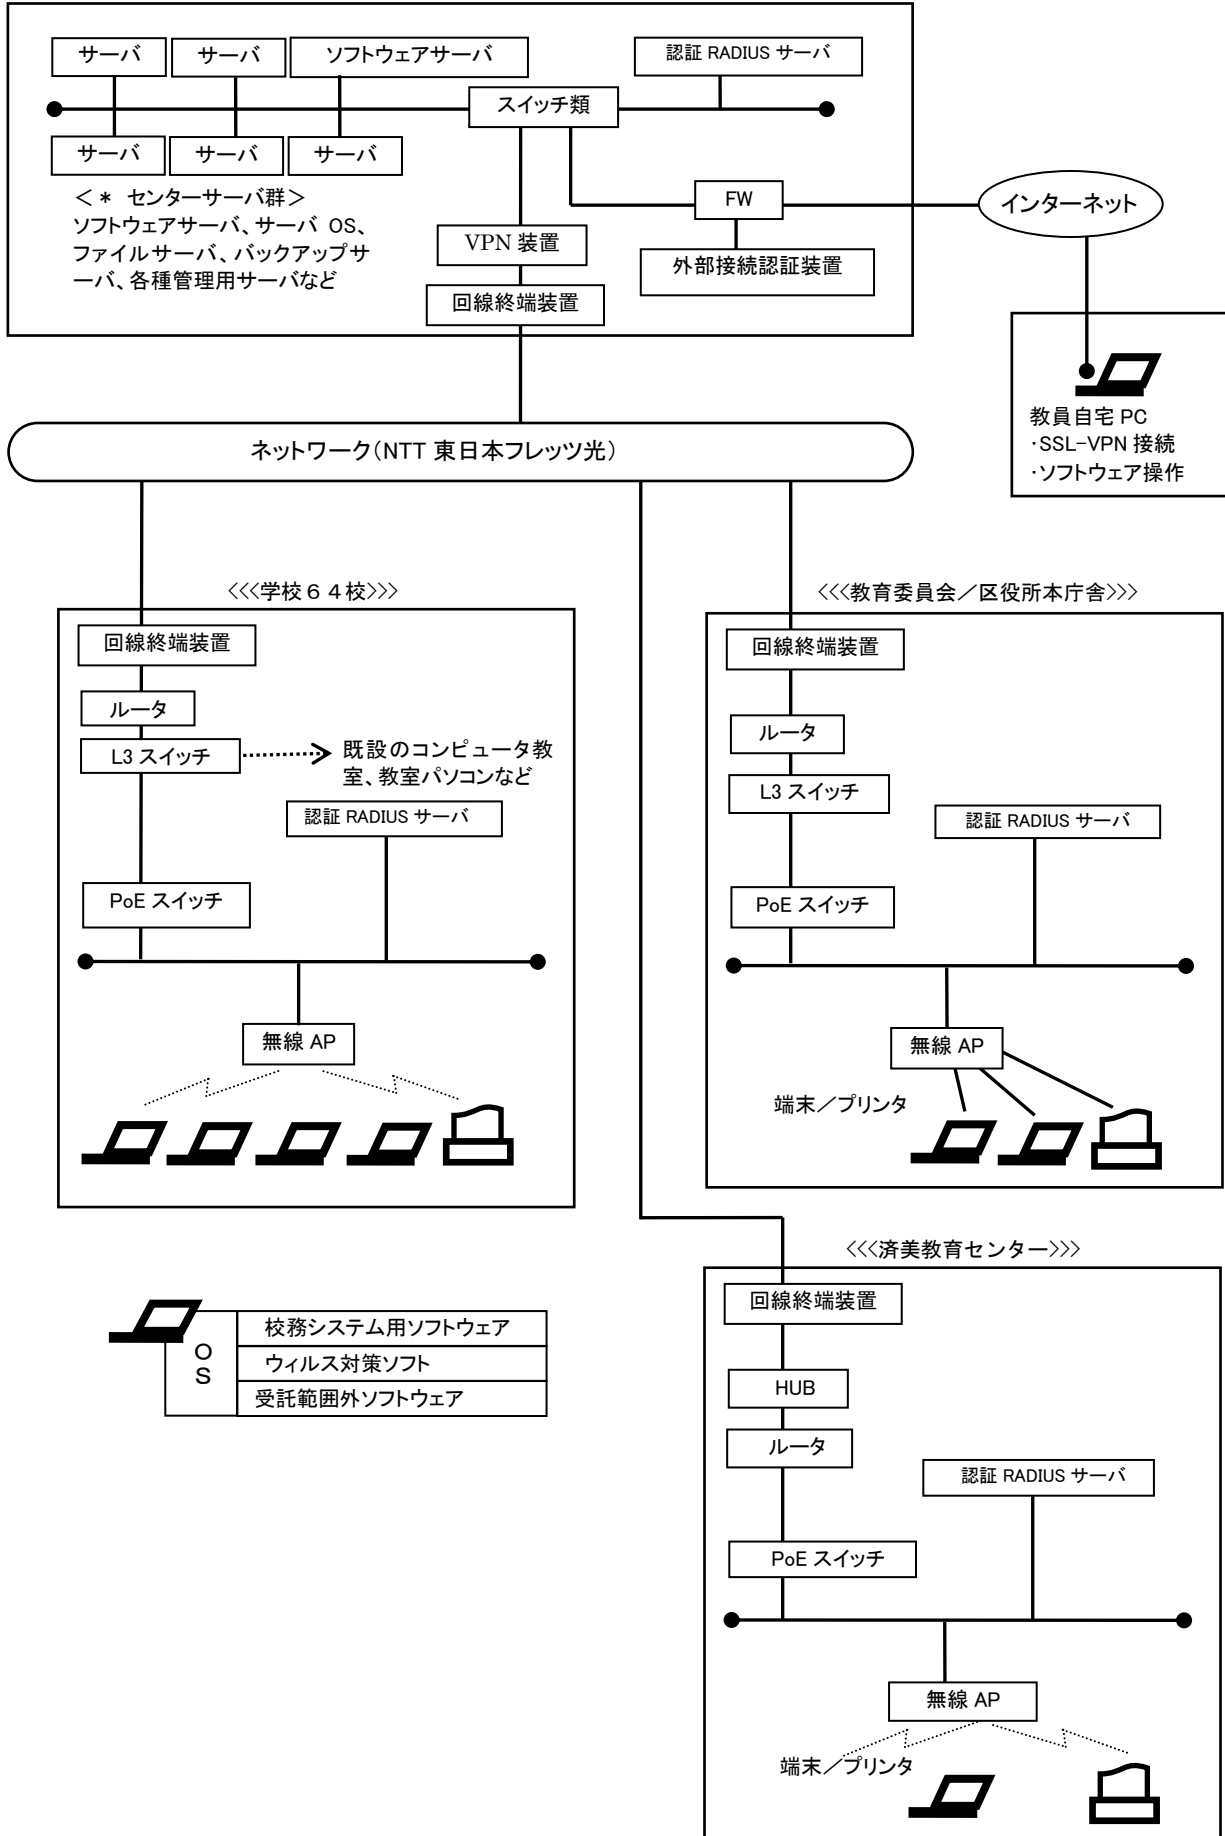 サーバ
サーバ
ソフトウェアサーバ
認証 RADIUS サーバ
スイッチ類
サーバ
サーバ
サーバ
＜＊ センターサーバ群＞
ソフトウェアサーバ、サーバ OS、
ファイルサーバ、バックアップサ
ーバ、各種管理用サーバなど
FW
インターネット
VPN 装置
外部接続認証装置
回線終端装置
教員自宅 PC
・SSL-VPN 接続
・ソフトウェア操作
ネットワーク（NTT 東日本フレッツ光）
<<<学校６４校>>>
回線終端装置
ルータ
L3 スイッチ
既設のコンピュータ教
室、教室パソコンなど
認証 RADIUS サーバ
PoE スイッチ
無線 AP
<<<教育委員会／区役所本庁舎>>>
回線終端装置
ルータ
L3 スイッチ
認証 RADIUS サーバ
PoE スイッチ
無線 AP
端末／プリンタ
<<<済美教育センター>>>
回線終端装置
HUB
ルータ
認証 RADIUS サーバ
PoE スイッチ
無線 AP
端末／プリンタ
O
S
校務システム用ソフトウェア
ウィルス対策ソフト
受託範囲外ソフトウェア